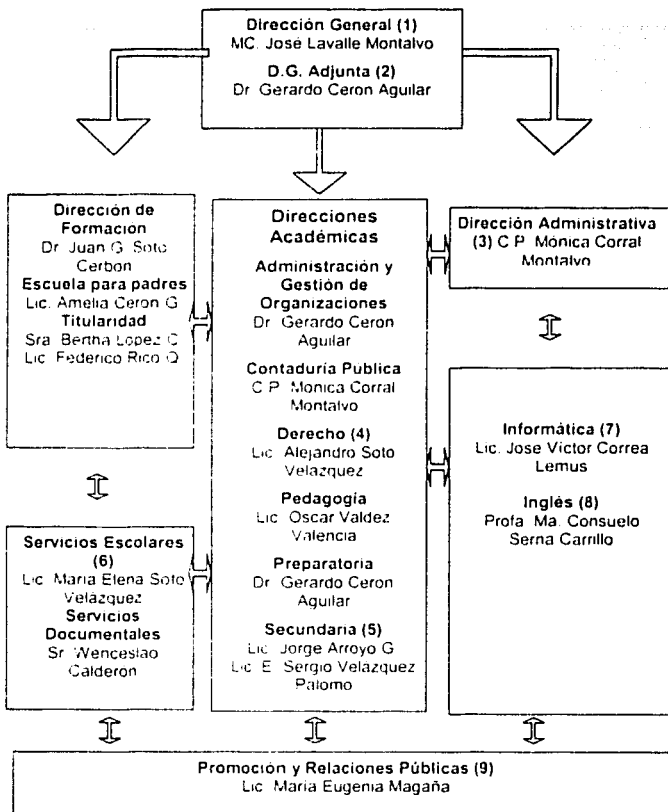 Dirección General (1)
MC. José Lavalle Montalvo
D.G. Adjunta (2)
Dr. Gerardo Ceron Aguilar
Dirección de
Formación
Dr. Juan G. Soto
Cerbon
Escuela para padres
Lic. Amelia Ceron G
Titularidad
Sra. Bertha Lopez C
Lic. Federico Rico O
Servicios Escolares
(6)
Lic. Maria Elena Soto
Velázquez
Servicios
Documentales
Sr. Wenceslao
Calderon
Direcciones
Académicas
Administración y
Gestión de
Organizaciones
Dr. Gerardo Ceron
Aguilar
Contaduría Publica
C.P. Monica Corral
Montalvo
Derecho (4)
Lic. Alejandro Soto
Velazquez
Pedagogía
Lic. Oscar Valdez
Valencia
Preparatoria
Dr. Gerardo Ceron
Aguilar
Secundaria (5)
Lic. Jorge Arroyo G
Lic. E. Sergio Velázquez
Palomo
Dirección Administrativa
(3) C.P. Mónica Corral
Montalvo
Informática (7)
Lic. Jose Victor Correa
Lemus
Inglés (8)
Profa. Ma. Consuelo
Serna Carrillo
Promoción y Relaciones Públicas (9)
Lic. Maria Eugenia Magaña